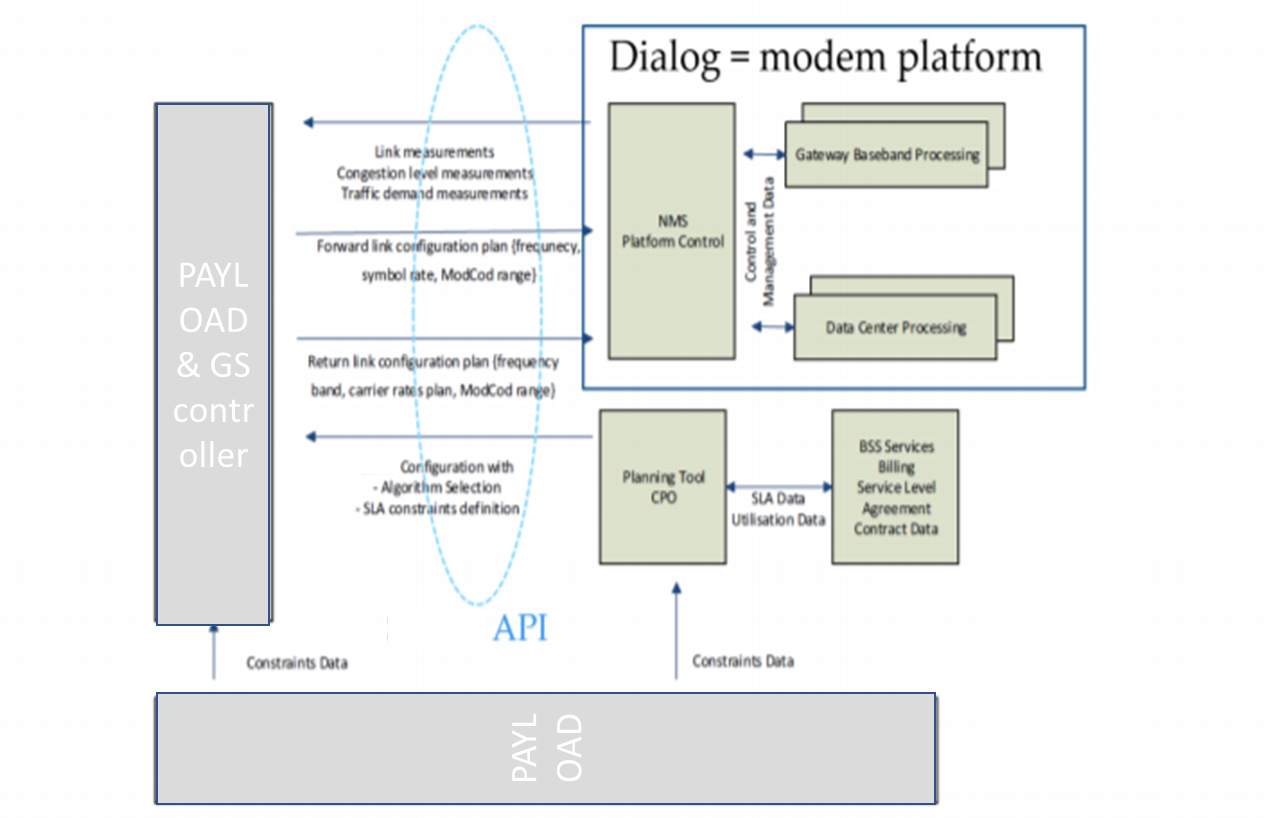 Dialog = modem platform
PAYL
OAD
& GS
contr
oller
Link measurements
Congestion level measurements
Traffic demand measurements
Forward link configuration plan {frequnecy,
symbol rate, ModCod range}
Return link configuration plan {frequency
band, carrier rates plan, ModCod range}
Configuration with
- Algorithm Selection
- SLA constraints definition
API
NMS
Platform Control
Control and
Management Data
Gateway Baseband Processing
Data Center Processing
Planning Tool
CPO
SLA Data
Utilisation Data
BSS Services
Billing
Service Level
Agreement
Contract Data
Constraints Data
Constraints Data
PAYL
OAD